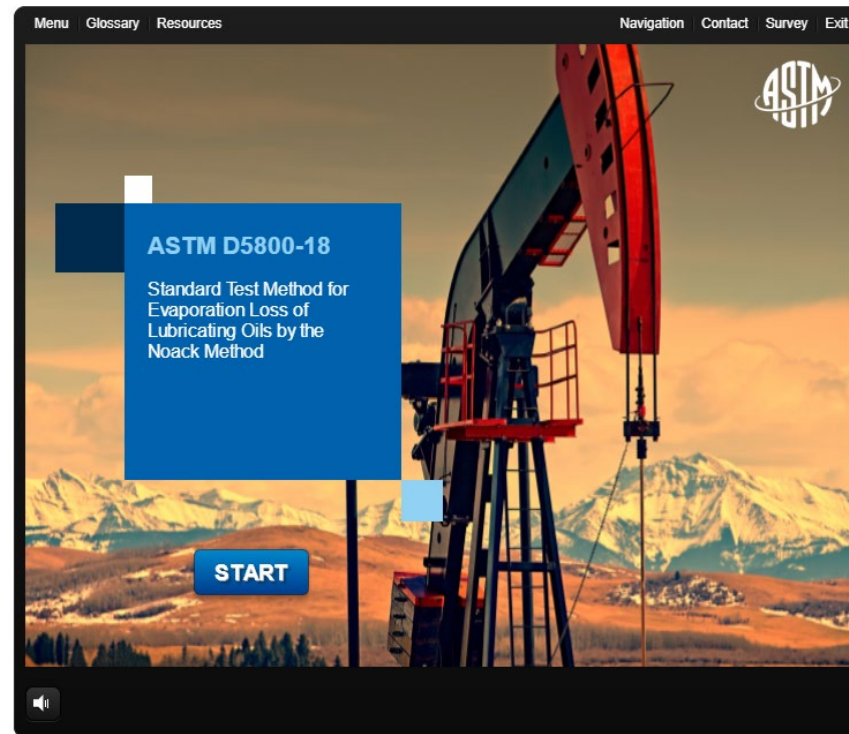 Menu Glossary Resources Navigation Contact Survey Exit
ASTM
ASTM D5800-18
Standard Test Method for
Evaporation Loss of
Lubricating Oils by the
Noack Method
START